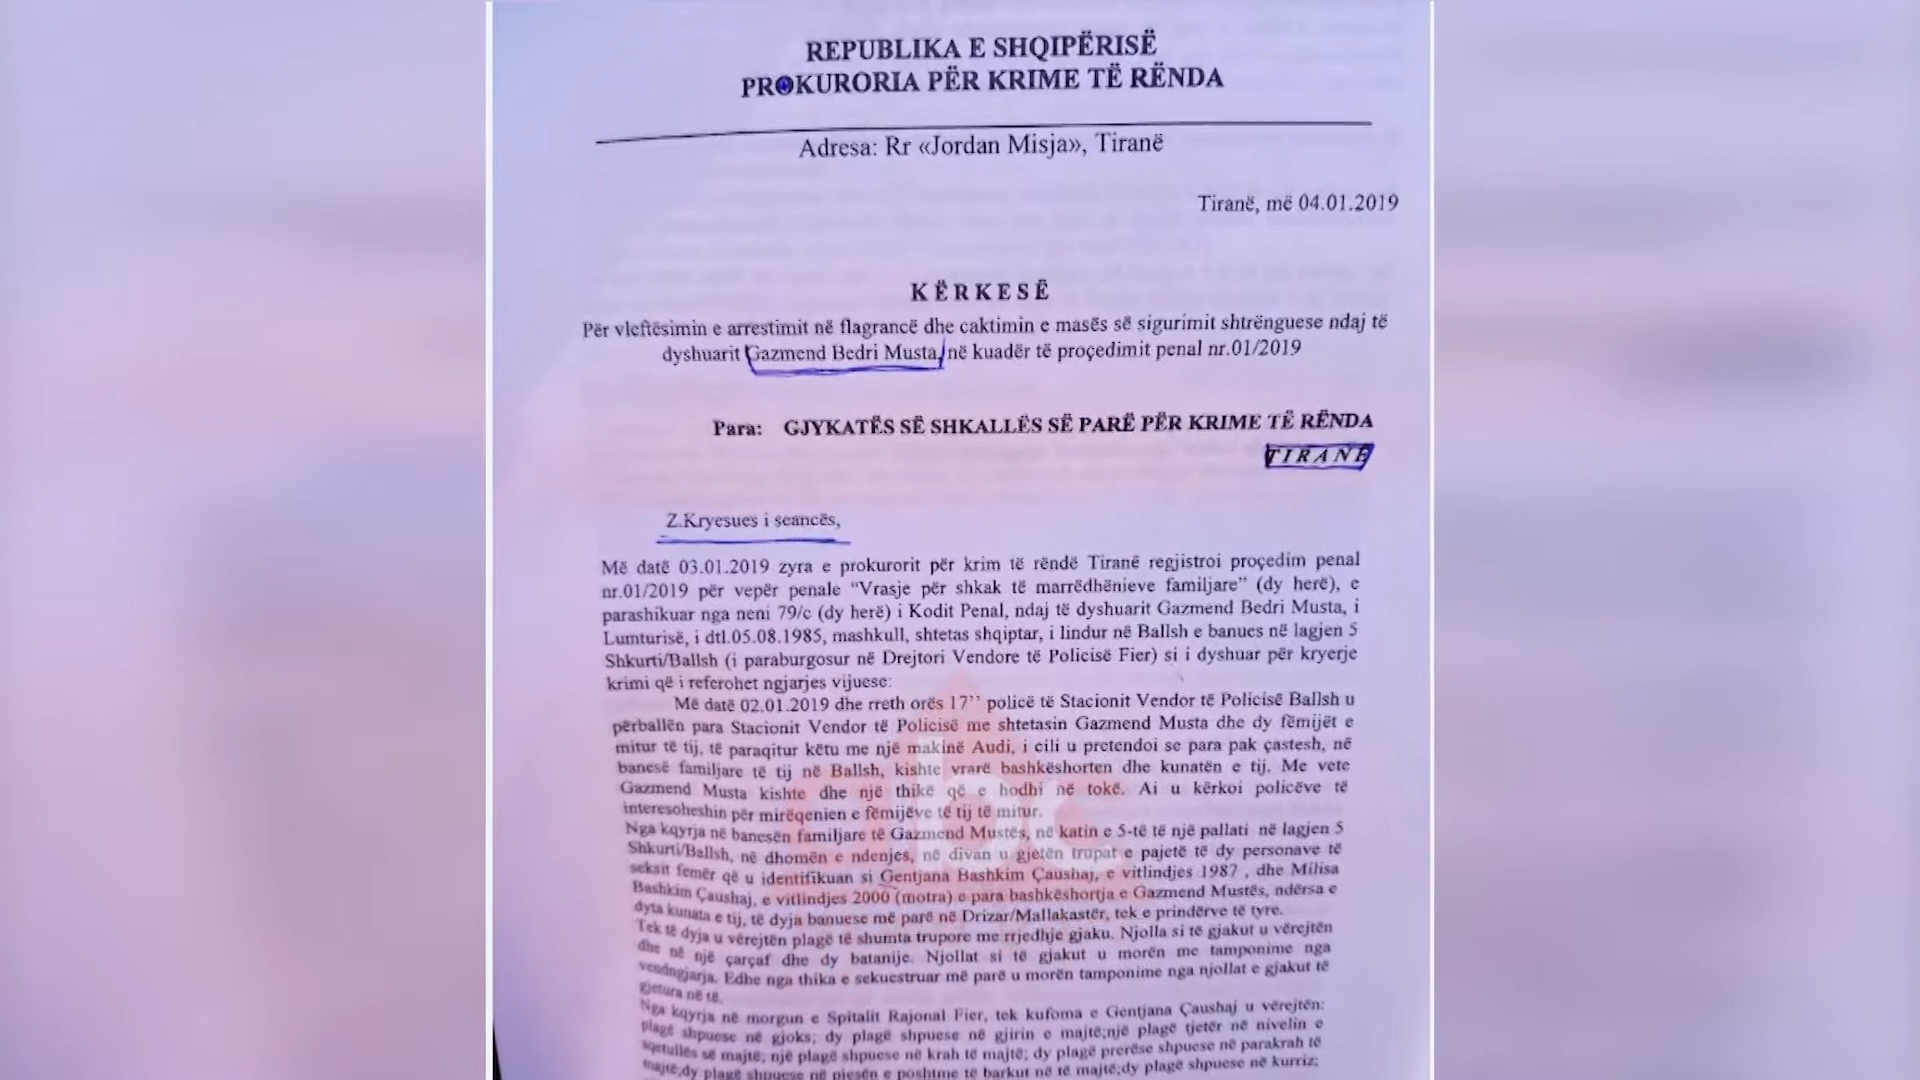 REPUBLIKA E SHQIPËRISË
PROKURORIA PËR KRIME TË RËNDA
Adresa: Rr «Jordan Misja», Tiranë
Tiranë, më 04.01.2019
KËRKESË
Për vleftësimin e arrestimit në flagrancë dhe caktimin e masës së sigurimit shtrënguese ndaj të
dyshuarit Gazmend Bedri Musta, në kuadër të proçedimit penal nr.01/2019
Para: GJYKATËS SË SHKALLËS SË PARË PËR KRIME TË RËNDA
TIRANË
Z.Kryesues i seancës,
Më datë 03.01.2019 zyra e prokurorit për krim të rëndë Tiranë regjistroi proçedim penal
nr.01/2019 për vepër penale “Vrasje për shkak të marrëdhënieve familjare” (dy herë), e
parashikuar nga neni 79/c (dy herë) i Kodit Penal, ndaj të dyshuarit Gazmend Bedri Musta, i
Lumturisë, i dtl.05.08.1985, mashkull, shtetas shqiptar, i lindur në Ballsh e banues në lagjen 5
Shkurti/Ballsh (i paraburgosur në Drejtori Vendore të Policisë Fier) si i dyshuar për kryerje
krimi që i referohet ngjarjes vijuese:
Më datë 02.01.2019 dhe rreth orës 17’’ policë të Stacionit Vendor të Policisë Ballsh u
përballën para Stacionit Vendor të Policisë me shtetasin Gazmend Musta dhe dy fëmijët e
mitur të tij, të paraqitur këtu me një makinë Audi, i cili u pretendoi se para pak çastesh, në
banesë familjare të tij në Ballsh, kishte vrarë bashkëshorten dhe kunatën e tij. Me vete
Gazmend Musta kishte dhe një thikë që e hodhi në tokë. Ai u kërkoi policëve të
interesoheshin për mirëqenien e fëmijëve të tij të mitur.
Nga kqyrja në banesën familjare të Gazmend Mustës, në katin e 5-të të një pallati në lagjen 5
Shkurti/Ballsh, në dhomën e ndenjes, në divan u gjetën trupat e pajetë të dy personave të
seksit femër që u identifikuan si Gentjana Bashkim Çaushaj, e vitlindjes 1987 , dhe Milisa
Bashkim Çaushaj, e vitlindjes 2000 (motra) e para bashkëshortja e Gazmend Mustës, ndërsa e
dyta kunata e tij, të dyja banuese më parë në Drizar/Mallakastër, tek e prindërve të tyre.
Tek të dyja u vërejtën plagë të shumta trupore me rrjedhje gjaku. Njolla si të gjakut u vërejtën
dhe në një çarçaf dhe dy batanije. Njollat si të gjakut u morën me tamponime nga
vendngjarja. Edhe nga thika e sekuestruar më parë u morën tamponime nga njollat e gjakut të
gjetura në të.
Nga kqyrja në morgun e Spitalit Rajonal Fier, tek kufoma e Gentjana Çaushaj u vërejtën:
plagë shpuese në gjoks; dy plagë shpuese në gjirin e majtë;një plagë tjetër në nivelin e
sqetullës së majtë; një plagë shpuese në krah të majtë; dy plagë prerëse shpuese në parakrah të
majtë;dy plagë shpuese në pjesën e poshtme të barkut në të majtë;dy plagë shpuese në kurriz;
abc